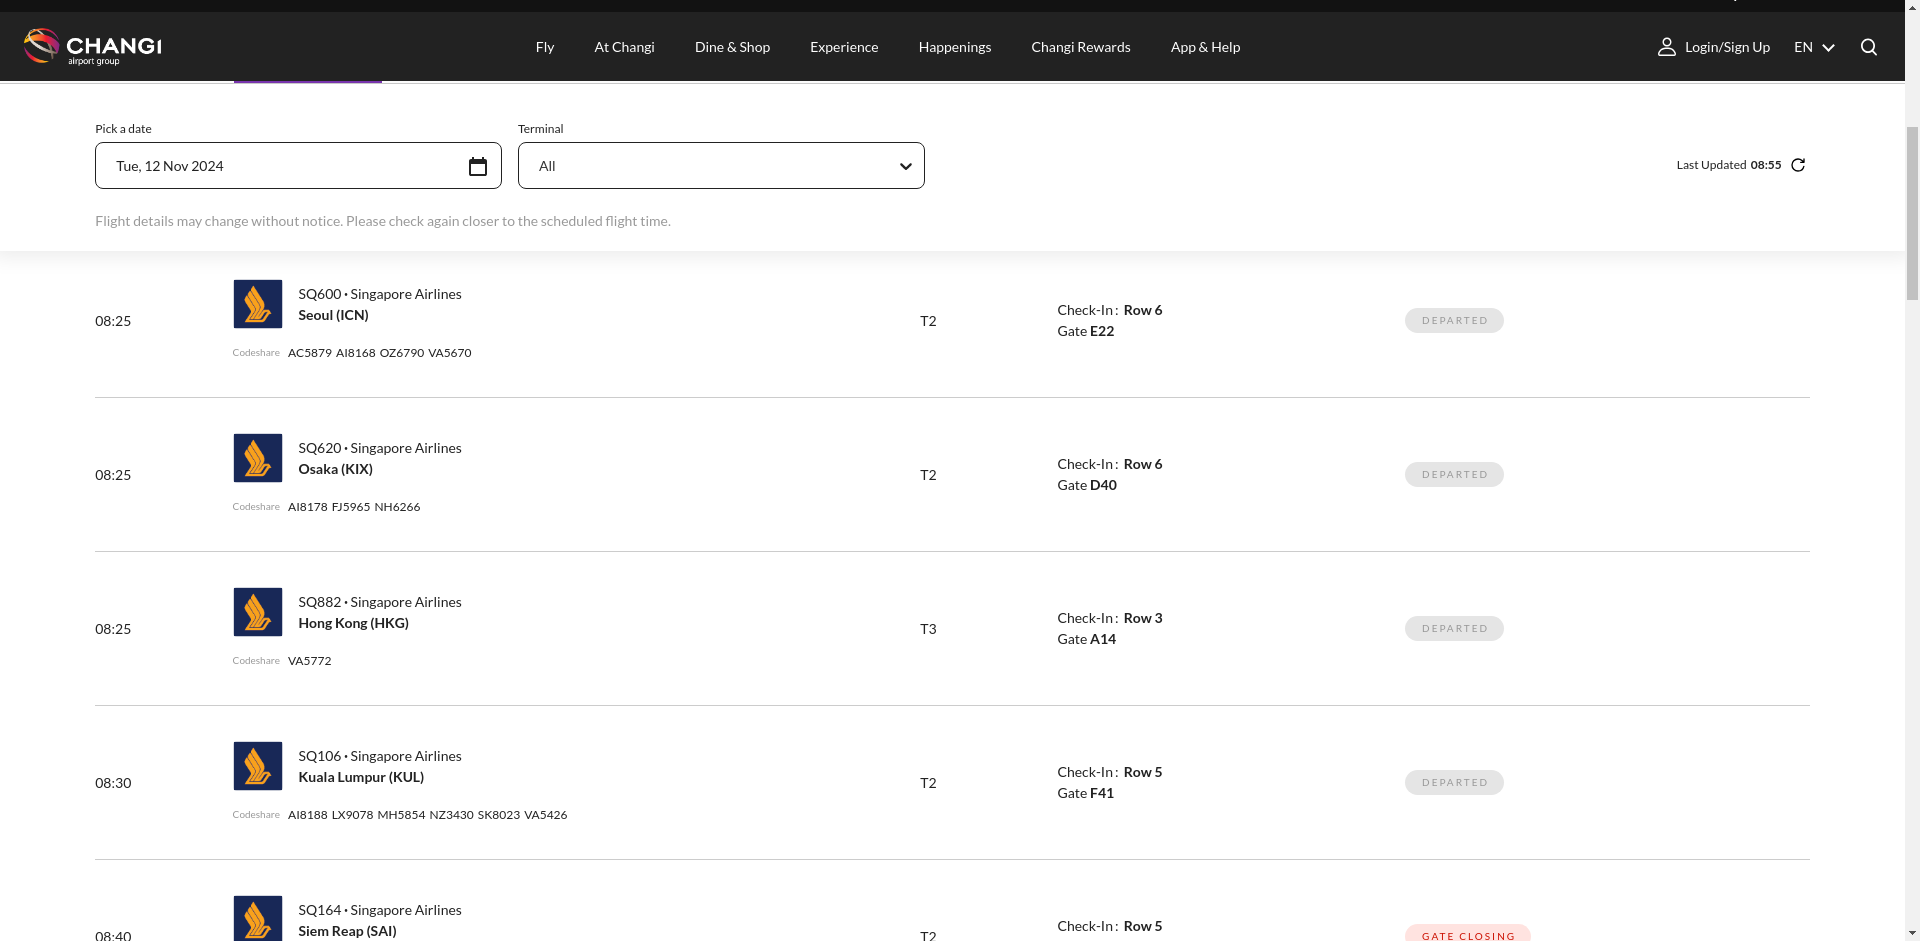 CHANGI
airport group
Fly
At Changi
Dine & Shop
Experience
Happenings
Changi Rewards
App & Help
Login/Sign Up
EN
Pick a date
Terminal
Tue, 12 Nov 2024
All
Last Updated 08:55
Flight details may change without notice. Please check again closer to the scheduled flight time.
08:25
SQ600 • Singapore Airlines
Seoul (ICN)
Codeshare AC5879 AI8168 OZ6790 VA5670
T2
Check-In : Row 6
Gate E22
DEPARTED
08:25
SQ620 • Singapore Airlines
Osaka (KIX)
Codeshare AI8178 FJ5965 NH6266
T2
Check-In : Row 6
Gate D40
DEPARTED
08:25
SQ882 • Singapore Airlines
Hong Kong (HKG)
Codeshare VA5772
T3
Check-In : Row 3
Gate A14
DEPARTED
08:30
SQ106 • Singapore Airlines
Kuala Lumpur (KUL)
Codeshare AI8188 LX9078 MH5854 NZ3430 SK8023 VA5426
T2
Check-In : Row 5
Gate F41
DEPARTED
08:40
SQ164 • Singapore Airlines
Siem Reap (SAI)
T2
Check-In : Row 5
GATE CLOSING